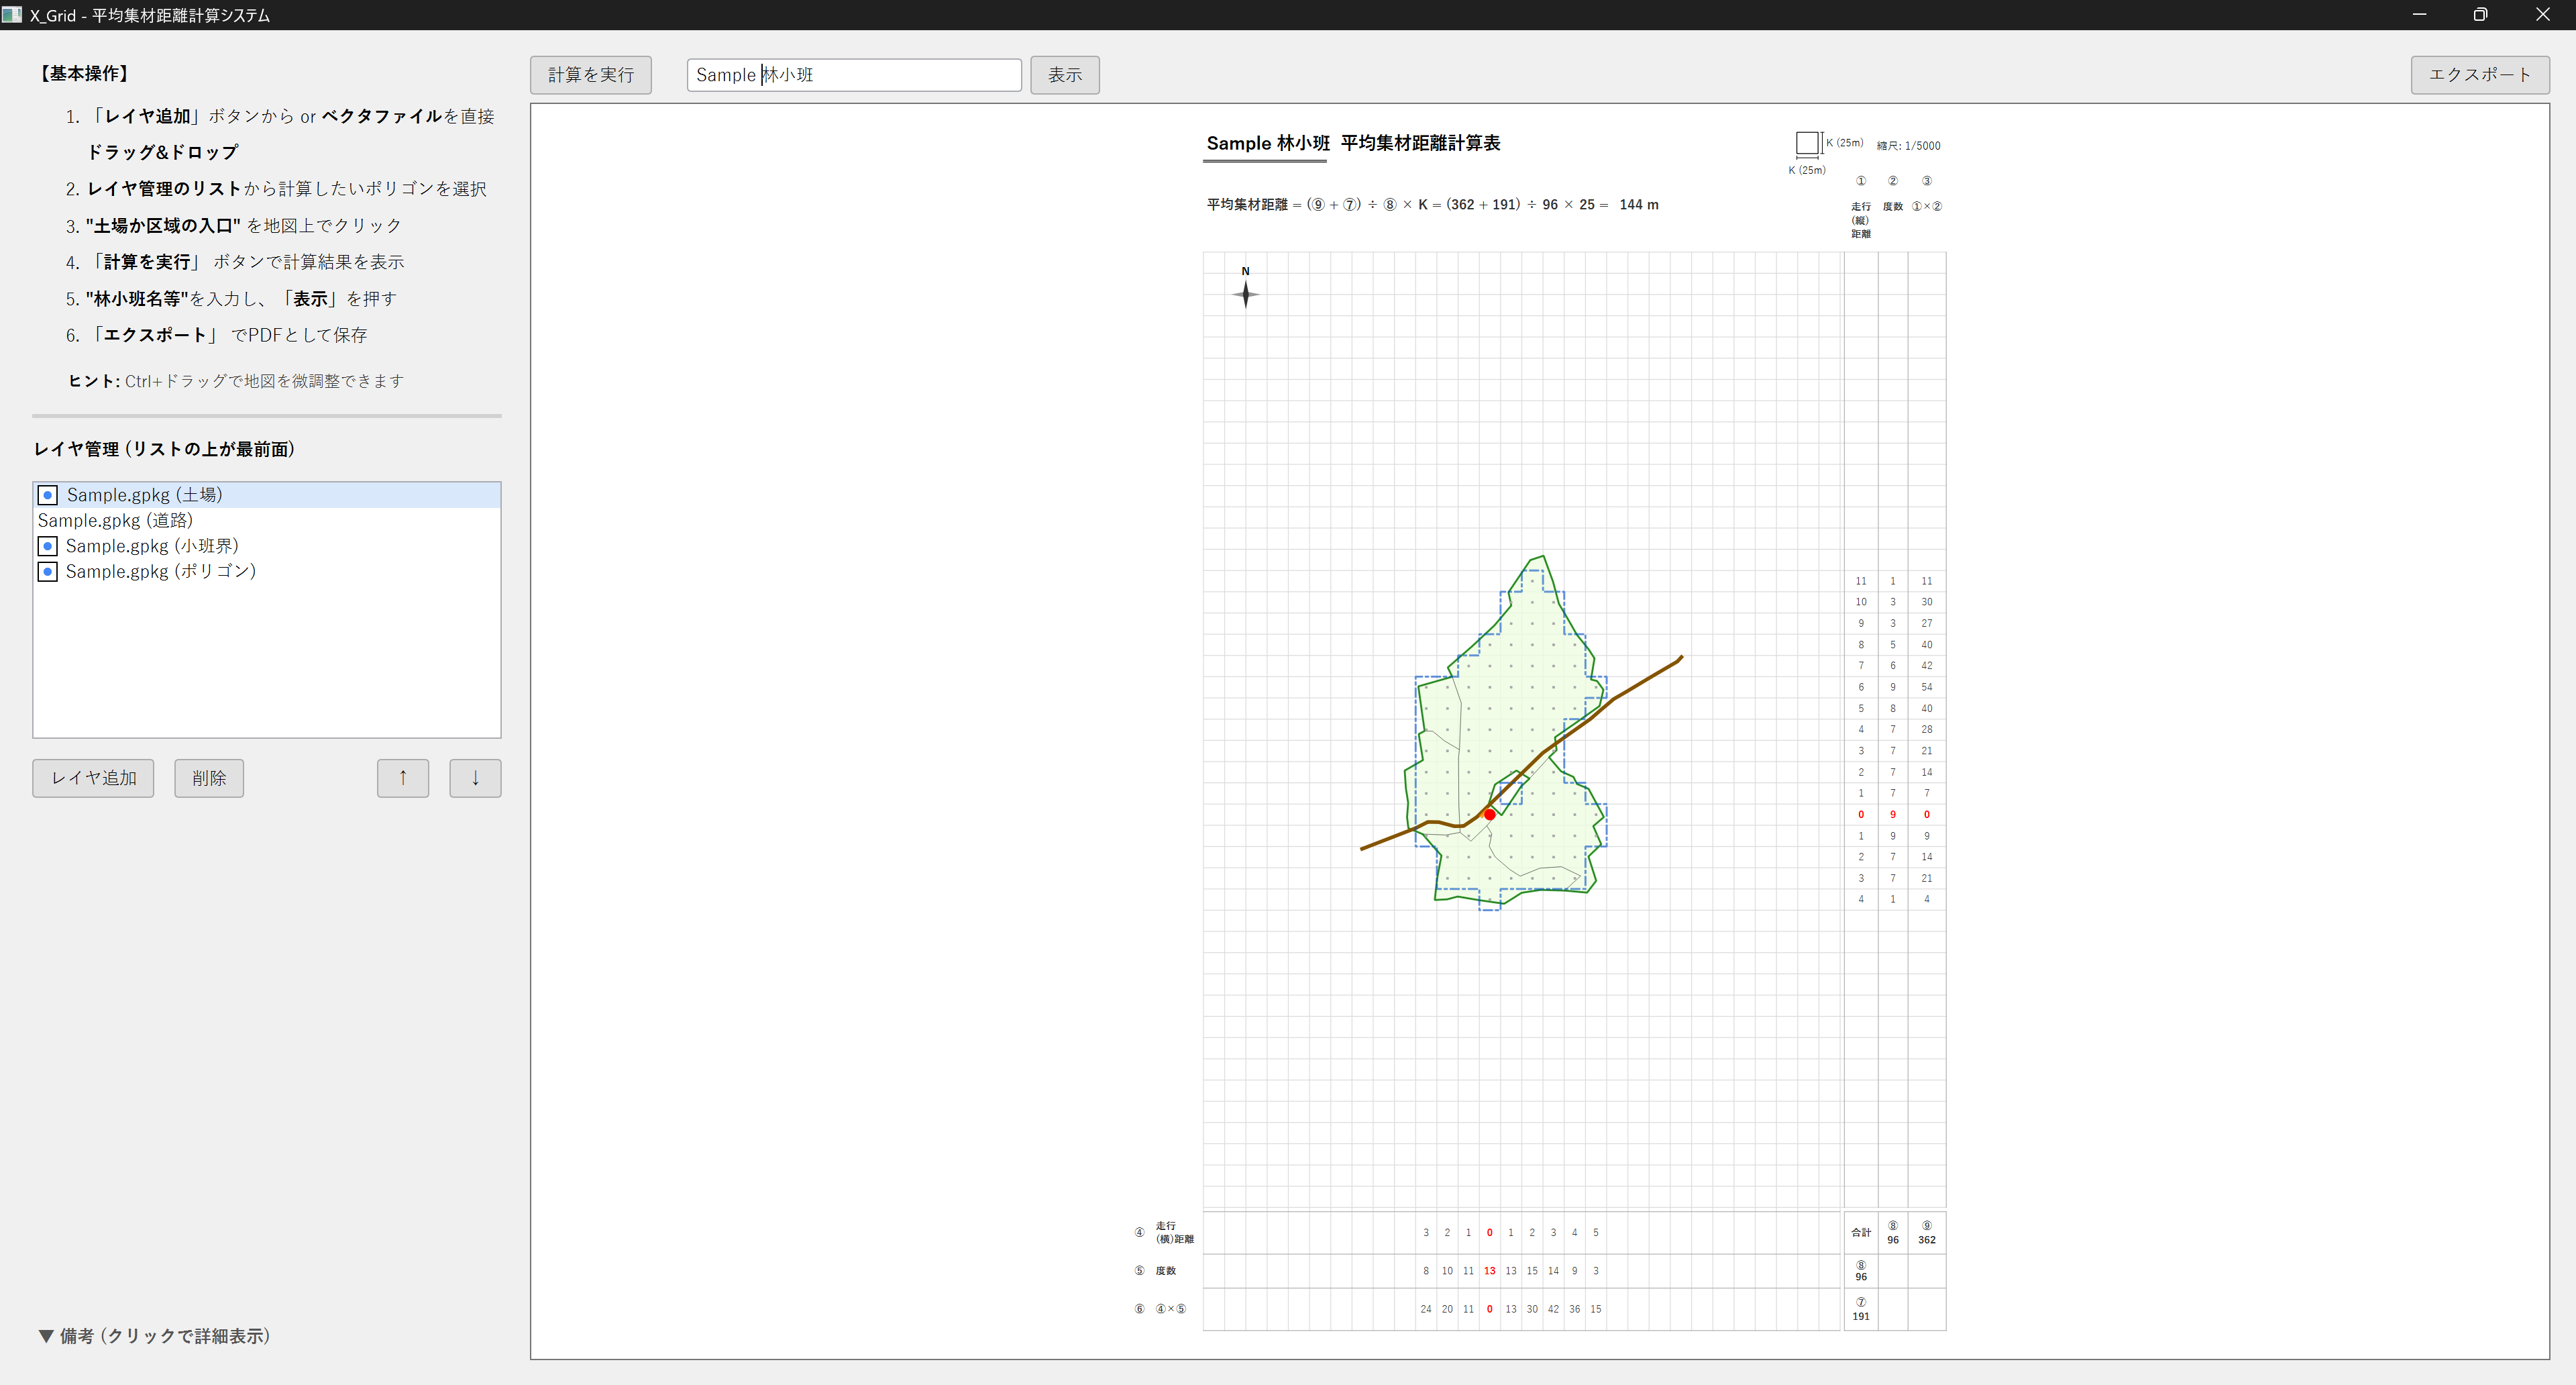 X_Grid - 平均集材距離計算システム
【基本操作】
1. 「レイヤ追加」ボタンから or ベクタファイルを直接
ドラッグ&ドロップ
2. レイヤ管理のリストから計算したいポリゴンを選択
3. "土場か区域の入口" を地図上でクリック
4. 「計算を実行」 ボタンで計算結果を表示
5. "林小班名等"を入力し、「表示」を押す
6. 「エクスポート」 でPDFとして保存
ヒント: Ctrl+ドラッグで地図を微調整できます
レイヤ管理 (リストの上が最前面)
Sample.gpkg (土場)
Sample.gpkg (道路)
Sample.gpkg (小班界)
Sample.gpkg (ポリゴン)
レイヤ追加 削除 ↑ ↓
▼ 備考 (クリックで詳細表示)
計算を実行 Sample 林小班 表示 エクスポート
Sample 林小班 平均集材距離計算表
K (25m) 縮尺: 1/5000
K (25m)
平均集材距離 = (⑨ + ⑦) ÷ ⑧ × K = (362 + 191) ÷ 96 × 25 = 144 m
① ② ③
走行 度数 ①×②
(縦)
距離
N
11 1 11
10 3 30
9 3 27
8 5 40
7 6 42
6 9 54
5 8 40
4 7 28
3 7 21
2 7 14
1 7 7
0 9 0
1 9 9
2 7 14
3 7 21
4 1 4
④ 走行
(横)距離 3 2 1 0 1 2 3 4 5 合計 ⑧ ⑨
96 362
⑤ 度数 8 10 11 13 13 15 14 9 3 ⑧
96
⑥ ④×⑤ 24 20 11 0 13 30 42 36 15 ⑦
191